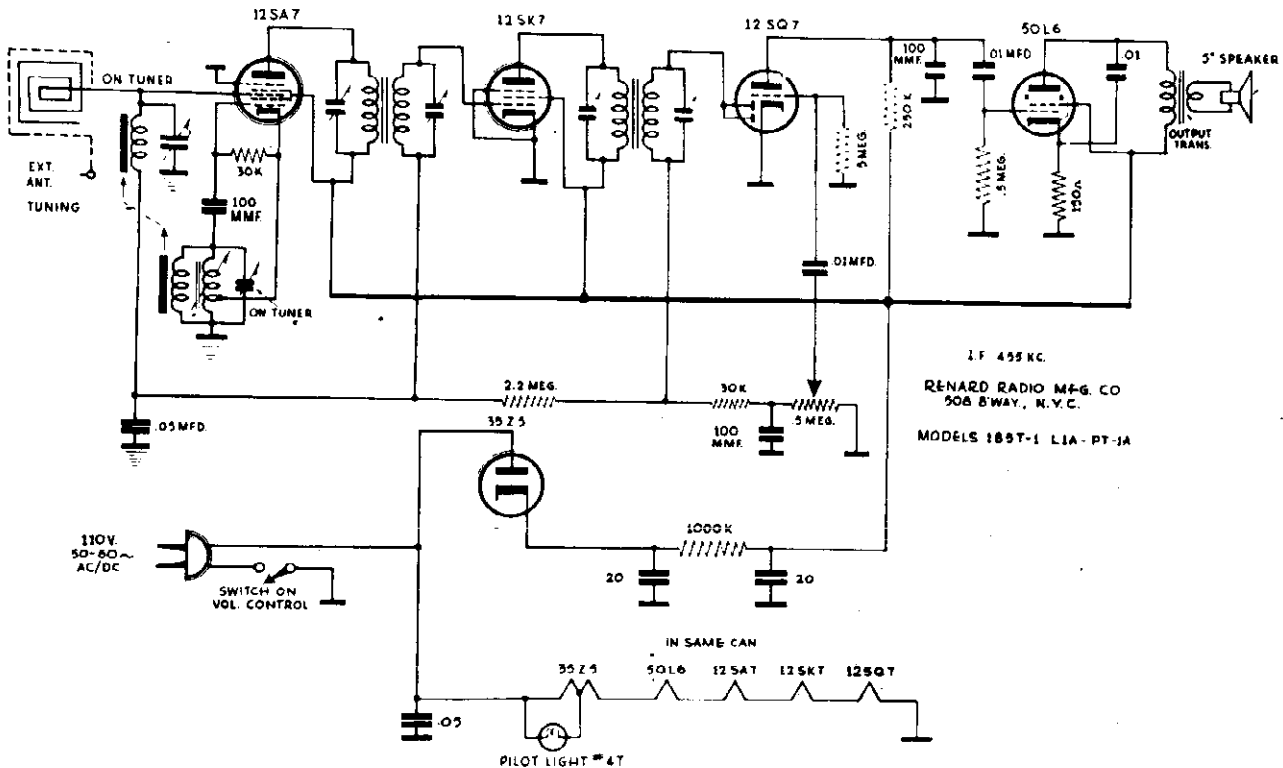 12SA7
12SK7
12SQ7
50L6
ON TUNER
100
MMF.
.01 MFD
.01
5" SPEAKER
250K
OUTPUT
TRANS.
EXT.
ANT.
TUNING
30K
100
MMF.
.5 MEG.
.5 MEG.
150Ω
.01 MFD.
ON TUNER
I.F 455 KC.
RENARD RADIO MFG. CO
508 B'WAY., N.Y.C.
MODELS 185T-1 L1A-PT-1A
2.2 MEG.
30K
.5 MEG.
100
MMF.
.05 MFD.
35Z5
110V.
50-60~
AC/DC
SWITCH ON
VOL. CONTROL
1000K
20
20
IN SAME CAN
35Z5
50L6
12SA7
12SK7
12SQ7
.05
PILOT LIGHT #47